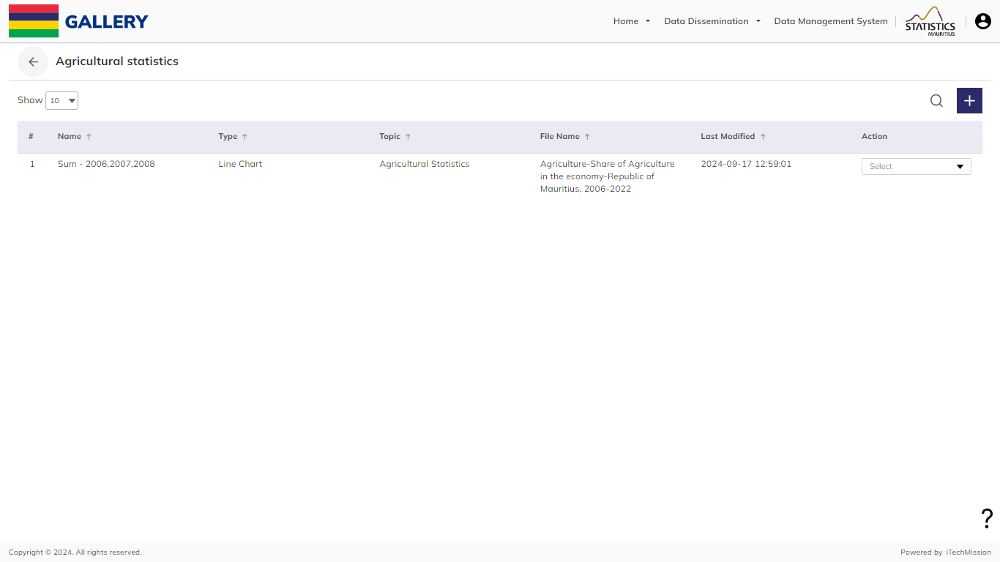 GALLERY
Home Data Dissemination Data Management System
STATISTICS
MAURITIUS
Agricultural statistics
Show 10
# Name Type Topic File Name Last Modified Action
1 Sum - 2006,2007,2008 Line Chart Agricultural Statistics Agriculture-Share of Agriculture 2024-09-17 12:59:01 Select
in the economy-Republic of
Mauritius, 2006-2022
?
Copyright © 2024. All rights reserved. Powered by iTechMission